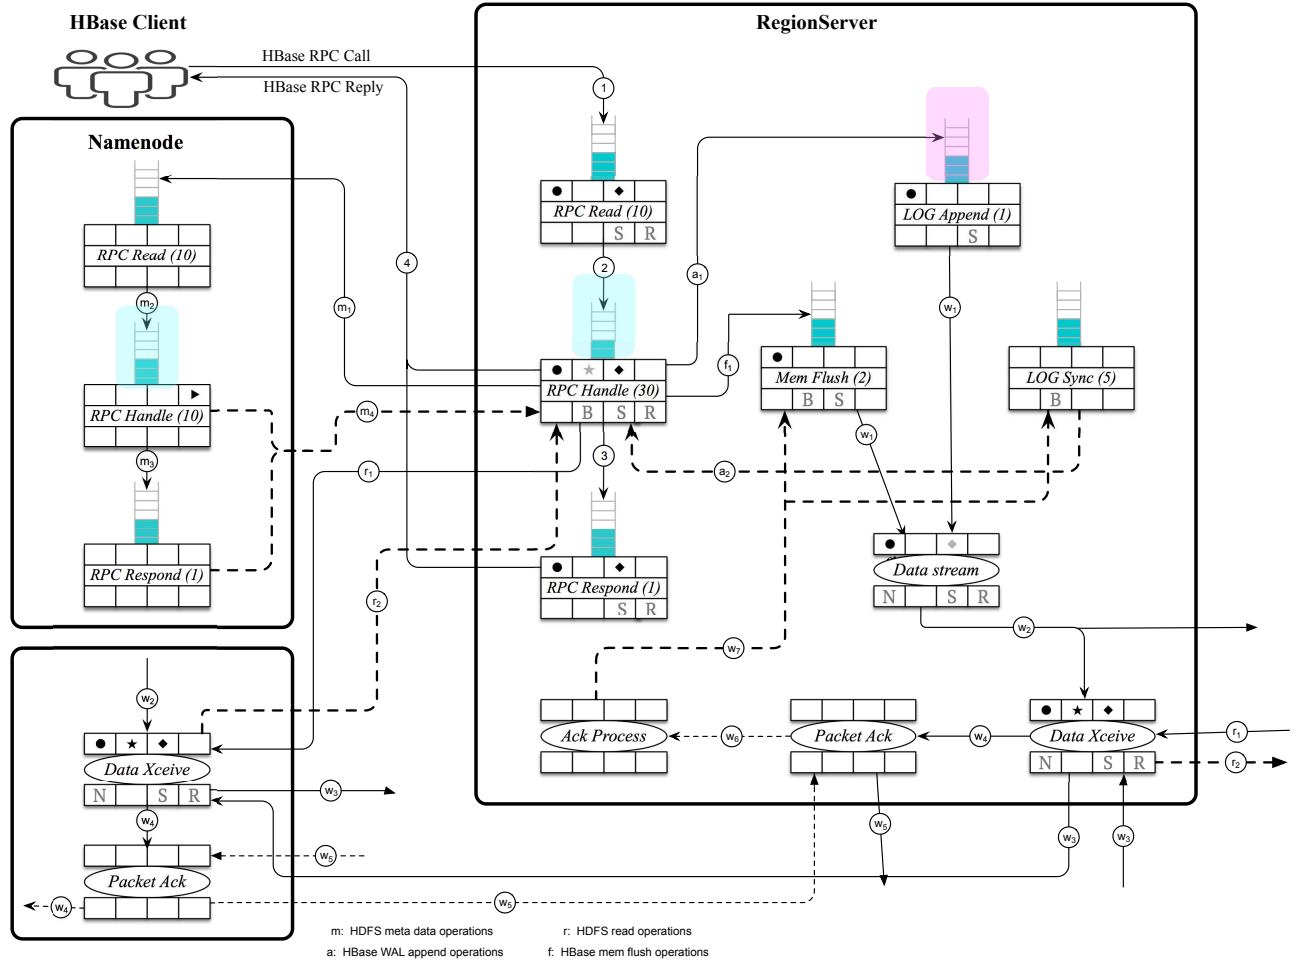 HBase Client
RegionServer
HBase RPC Call
HBase RPC Reply
1
Namenode
RPC Read (10)
RPC Read (10)
S R
LOG Append (1)
S
4
2
a1
m2
m1
w1
f1
RPC Handle (10)
RPC Handle (30)
B S R
Mem Flush (2)
B S
LOG Sync (5)
B
m4
w1
m3
r1
3
a2
RPC Respond (1)
RPC Respond (1)
S R
Data stream
N S R
r2
w2
w7
w2
Data Xceive
N S R
Ack Process
w6
Packet Ack
w4
Data Xceive
N S R
r1
r2
w3
w4
w5
w3
w3
w5
Packet Ack
w4
w5
m: HDFS meta data operations
r: HDFS read operations
a: HBase WAL append operations
f: HBase mem flush operations